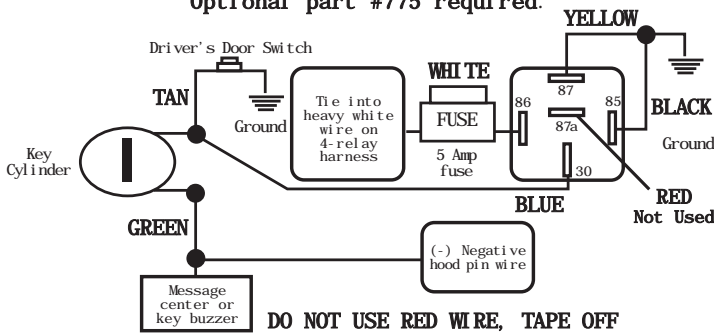 Optional part #775 required.
YELLOW
Driver's Door Switch
TAN
Ground
Key
Cylinder
Tie into
heavy white
wire on
4-relay
harness
WHITE
FUSE
5 Amp
fuse
86
87
87a
85
30
BLACK
Ground
BLUE
RED
Not Used
GREEN
(-) Negative
hood pin wire
Message
center or
key buzzer
DO NOT USE RED WIRE, TAPE OFF